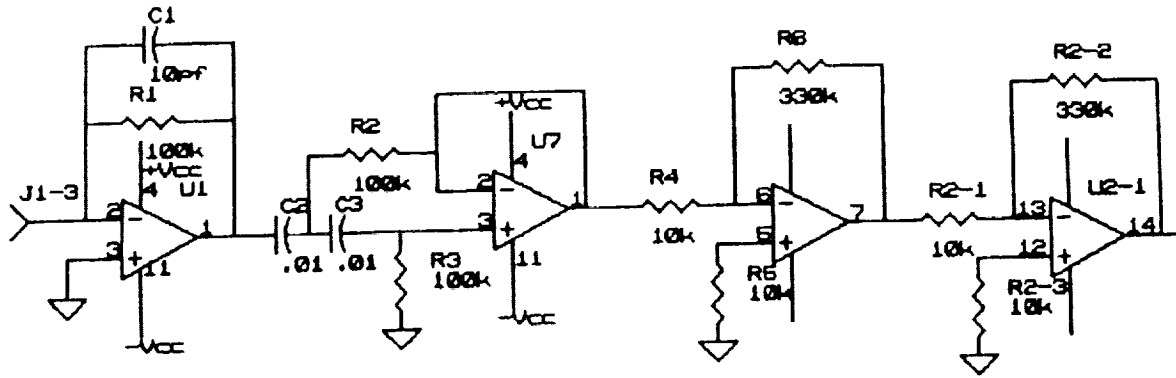 C1
10pf
R1
100k
+Vcc
4
U1
J1-3
2
-
3
+
1
11
-Vcc
C2
.01
C3
.01
R2
100k
R3
100k
+Vcc
4
U7
2
-
3
+
1
11
-Vcc
R4
10k
R8
330k
6
-
5
+
7
R6
10k
R2-1
10k
R2-2
330k
U2-1
13
-
12
+
14
R2-3
10k